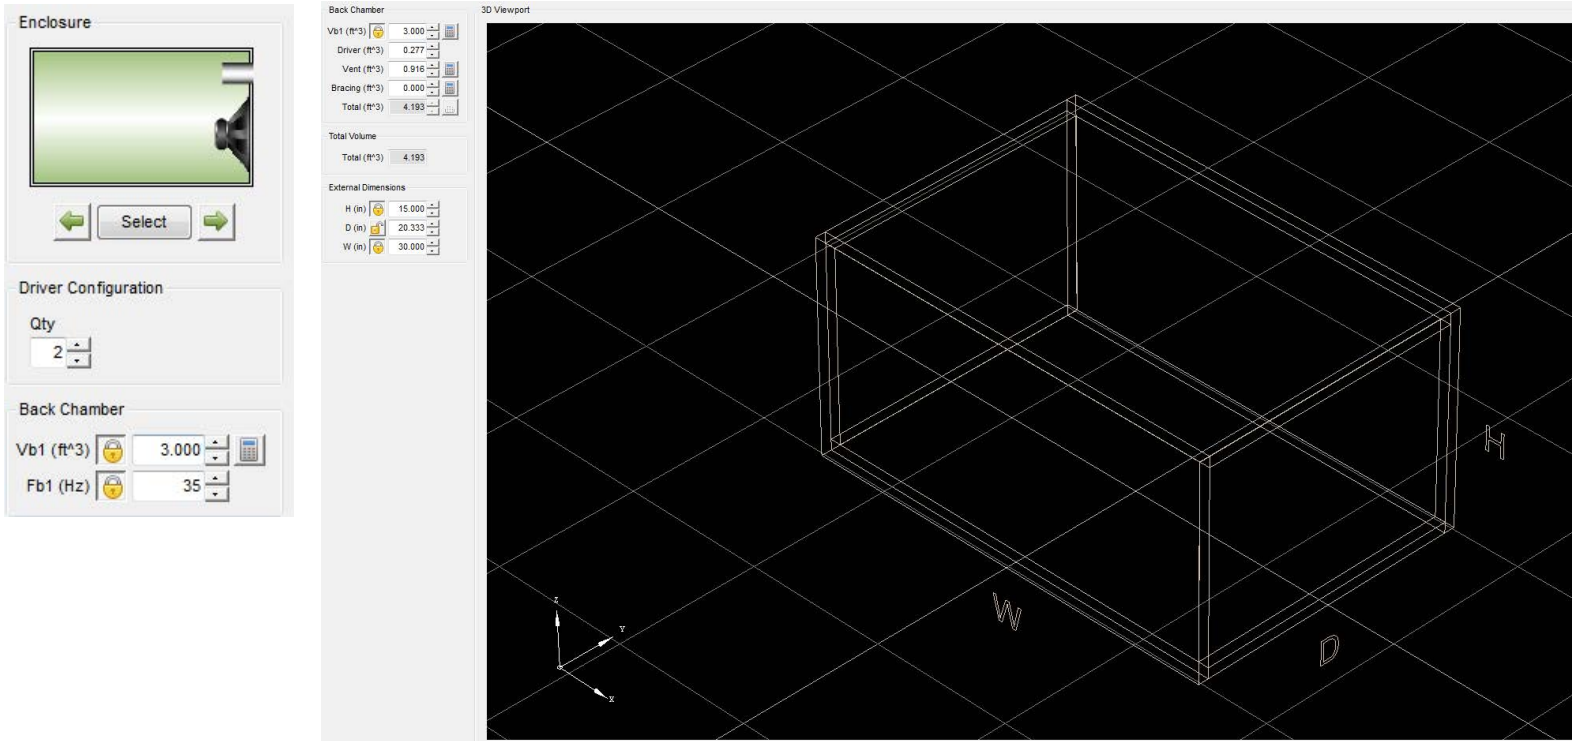 Enclosure
Select
Driver Configuration
Qty
2
Back Chamber
Vb1 (ft^3) 3.000
Fb1 (Hz) 35
Back Chamber
Vb1 (ft^3) 3.000
Driver (ft^3) 0.277
Vent (ft^3) 0.916
Bracing (ft^3) 0.000
Total (ft^3) 4.193
Total Volume
Total (ft^3) 4.193
External Dimensions
H (in) 15.000
D (in) 20.333
W (in) 30.000
3D Viewport
H
W
D
Z
Y
X